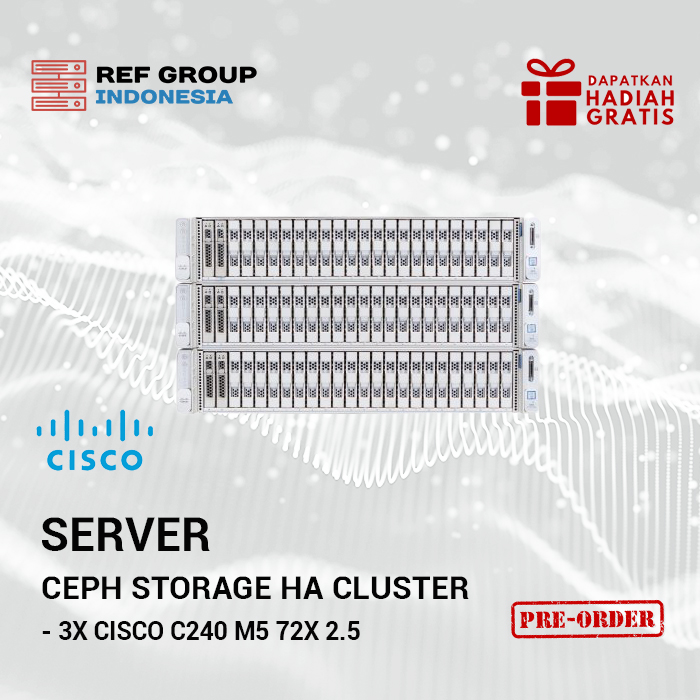 REF GROUP
INDONESIA
DAPATKAN
HADIAH
GRATIS
CISCO
SERVER
CEPH STORAGE HA CLUSTER
- 3X CISCO C240 M5 72X 2.5
PRE-ORDER